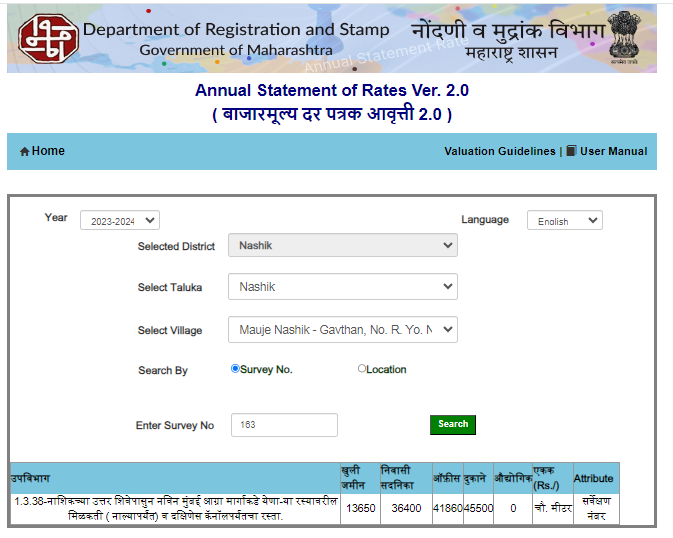 Department of Registration and Stamp
Government of Maharashtra
नोंदणी व मुद्रांक विभाग
महाराष्ट्र शासन
Annual Statement Rate
Annual Statement of Rates Ver. 2.0
( बाजारमूल्य दर पत्रक आवृत्ती 2.0 )
Home
Valuation Guidelines | User Manual
Year 2023-2024 Language English
Selected District Nashik
Select Taluka Nashik
Select Village Mauje Nashik - Gavthan, No. R. Yo. N
Search By Survey No. Location
Enter Survey No 163 Search
उपविभाग खुली जमीन निवासी सदनिका ऑफ़ीस दुकाने औद्योगिक एकक (Rs./) Attribute
1.3.38-नाशिकच्या उत्तर शिवेपासुन नविन मुंबई आग्रा मार्गाकडे येणा-या रस्त्यावरील
मिळकती ( नाल्यापर्यंत) व दक्षिणेस कॅनॉलपर्यंतचा रस्ता.
13650 36400 41860 45500 0 चौ. मीटर सर्वेक्षण नंबर